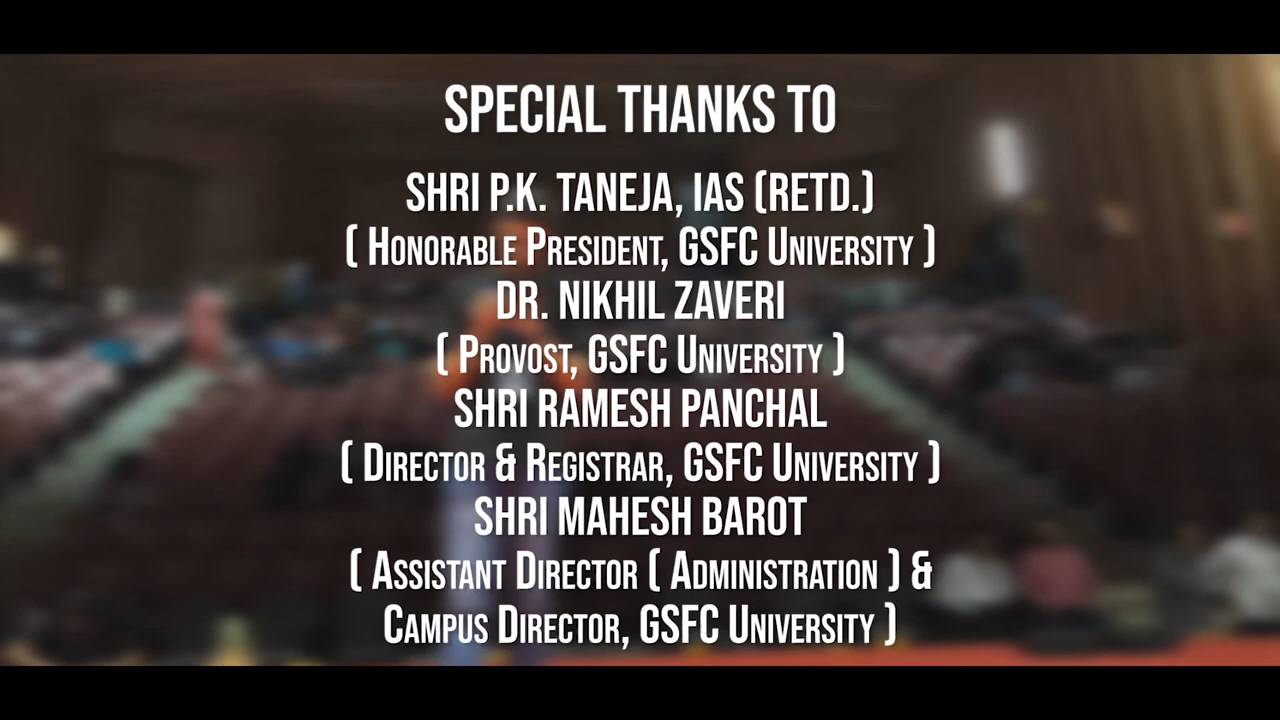 SPECIAL THANKS TO
SHRI P.K. TANEJA, IAS (RETD.)
( HONORABLE PRESIDENT, GSFC UNIVERSITY )
DR. NIKHIL ZAVERI
( PROVOST, GSFC UNIVERSITY )
SHRI RAMESH PANCHAL
( DIRECTOR & REGISTRAR, GSFC UNIVERSITY )
SHRI MAHESH BAROT
( ASSISTANT DIRECTOR ( ADMINISTRATION ) &
CAMPUS DIRECTOR, GSFC UNIVERSITY )